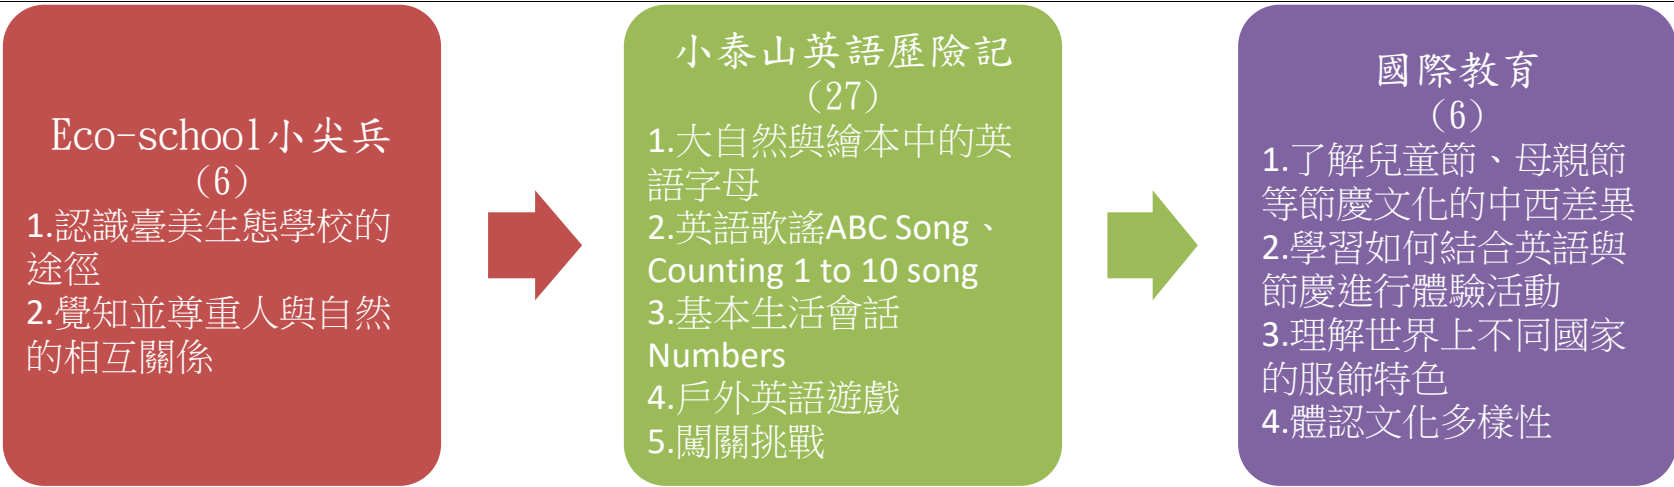 Eco-school小尖兵
（6）
1.認識臺美生態學校的
途徑
2.覺知並尊重人與自然
的相互關係
小泰山英語歷險記
（27）
1.大自然與繪本中的英
語字母
2.英語歌謠ABC Song、
Counting 1 to 10 song
3.基本生活會話
Numbers
4.戶外英語遊戲
5.闖關挑戰
國際教育
（6）
1.了解兒童節、母親節
等節慶文化的中西差異
2.學習如何結合英語與
節慶進行體驗活動
3.理解世界上不同國家
的服飾特色
4.體認文化多樣性